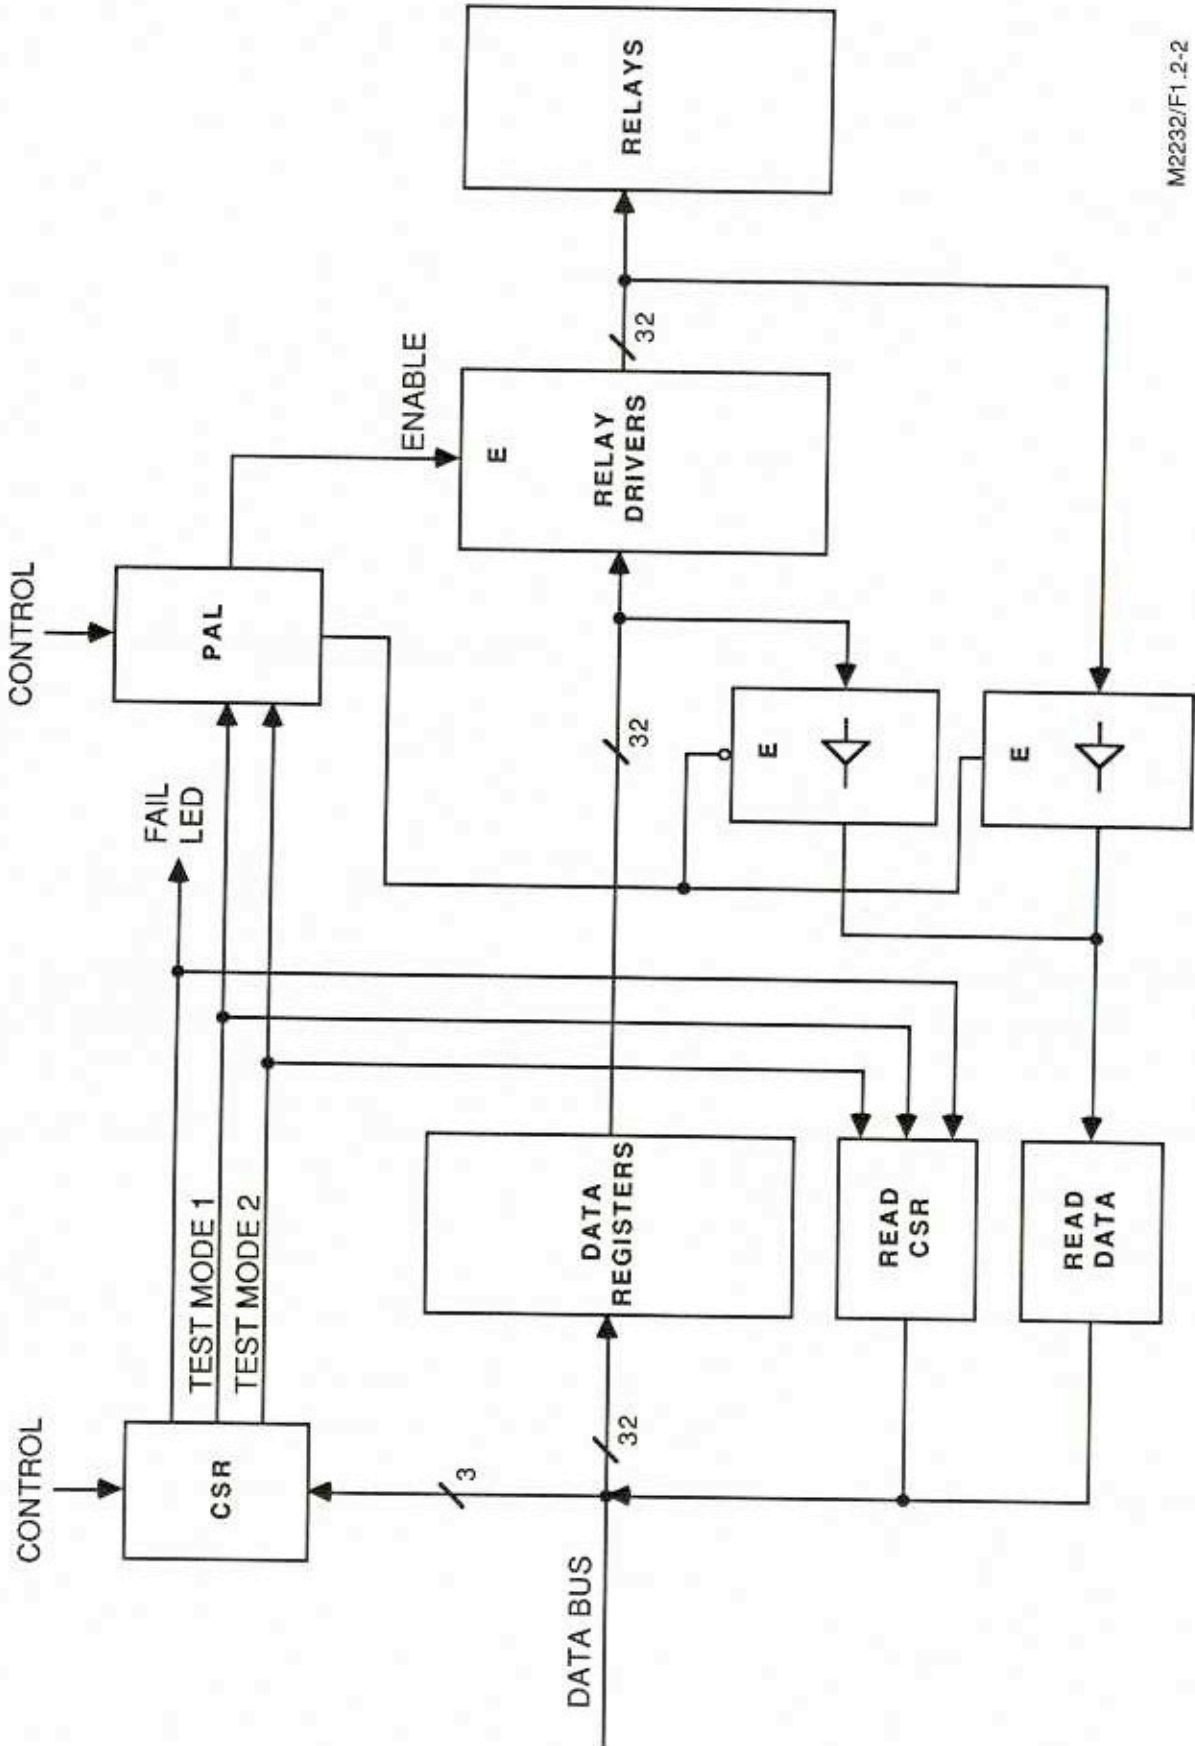 CONTROL
CONTROL
FAIL
LED
TEST MODE 1
TEST MODE 2
CSR
PAL
ENABLE
3
DATA BUS
32
DATA
REGISTERS
32
E
RELAY
DRIVERS
32
RELAYS
READ
CSR
E
READ
DATA
E
M2232/F1.2-2